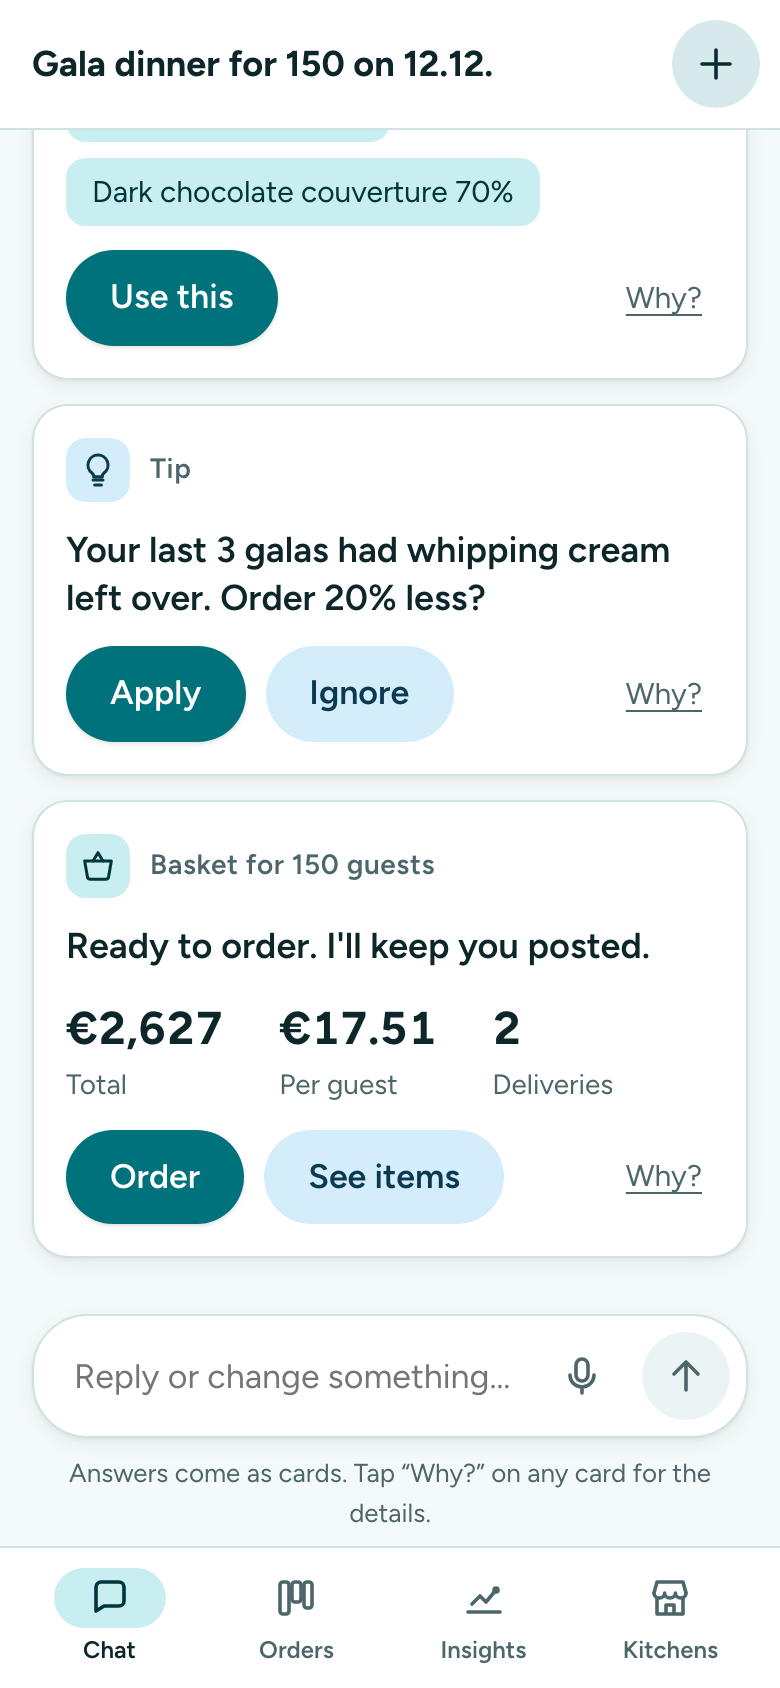 Gala dinner for 150 on 12.12.
Dark chocolate couverture 70%
Use this
Why?
Tip
Your last 3 galas had whipping cream
left over. Order 20% less?
Apply
Ignore
Why?
Basket for 150 guests
Ready to order. I'll keep you posted.
€2,627
€17.51
2
Total
Per guest
Deliveries
Order
See items
Why?
Reply or change something...
Answers come as cards. Tap “Why?” on any card for the
details.
Chat
Orders
Insights
Kitchens